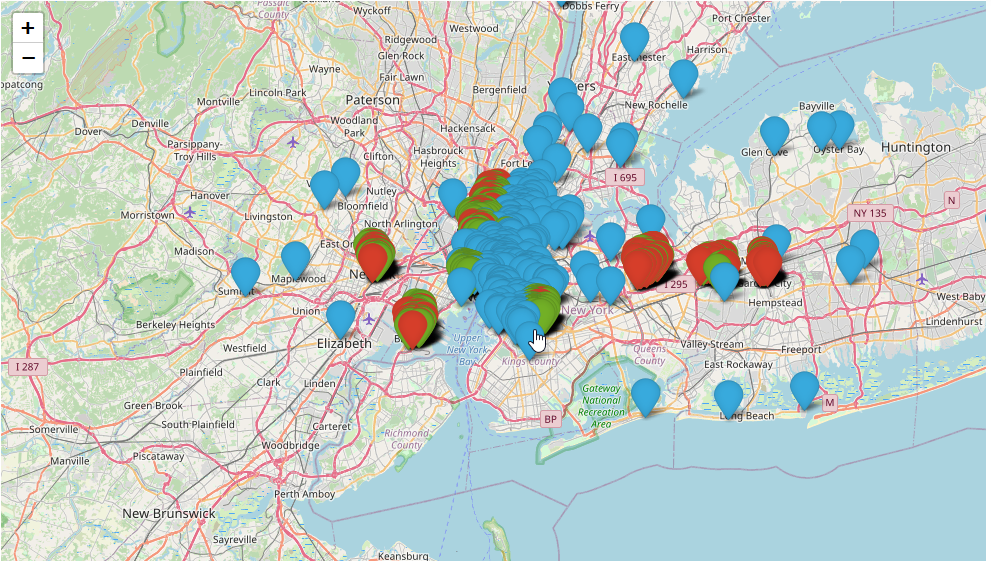 Passaic
County
Dobbs Ferry
Wyckoff
Port Chester
+
Ridgewood
Westwood
Glen Rock
Harrison
−
Wayne
Fair Lawn
Lincoln Park
Bergenfield
Paterson
New Rochelle
Montville
Bayville
Denville
Woodland
Park
Hackensack
Dover
Parsippany-
Troy Hills
Clifton
Hasbrouck
Heights
Glen Cove
Oyster Bay
Huntington
I 695
Nutley
Hanover
Bloomfield
N
Morristown
Livingston
North Arlington
NY 135
Madison
Maplewood
Summit
I 295
Hempstead
West Baby
Union
New York
Berkeley Heights
Lindenhurst
Elizabeth
Upper
New York
Bay
Valley Stream
Westfield
Queens
County
Freeport
Kings County
I 287
East Rockaway
Plainfield
Clark
Linden
Gateway
National
Recreation
Area
Green Brook
M
South Plainfield
Carteret
BP
Long Beach
Somerville
Richmond
County
Woodbridge
Manville
Piscataway
Perth Amboy
New Brunswick
Sayreville
Keansburg